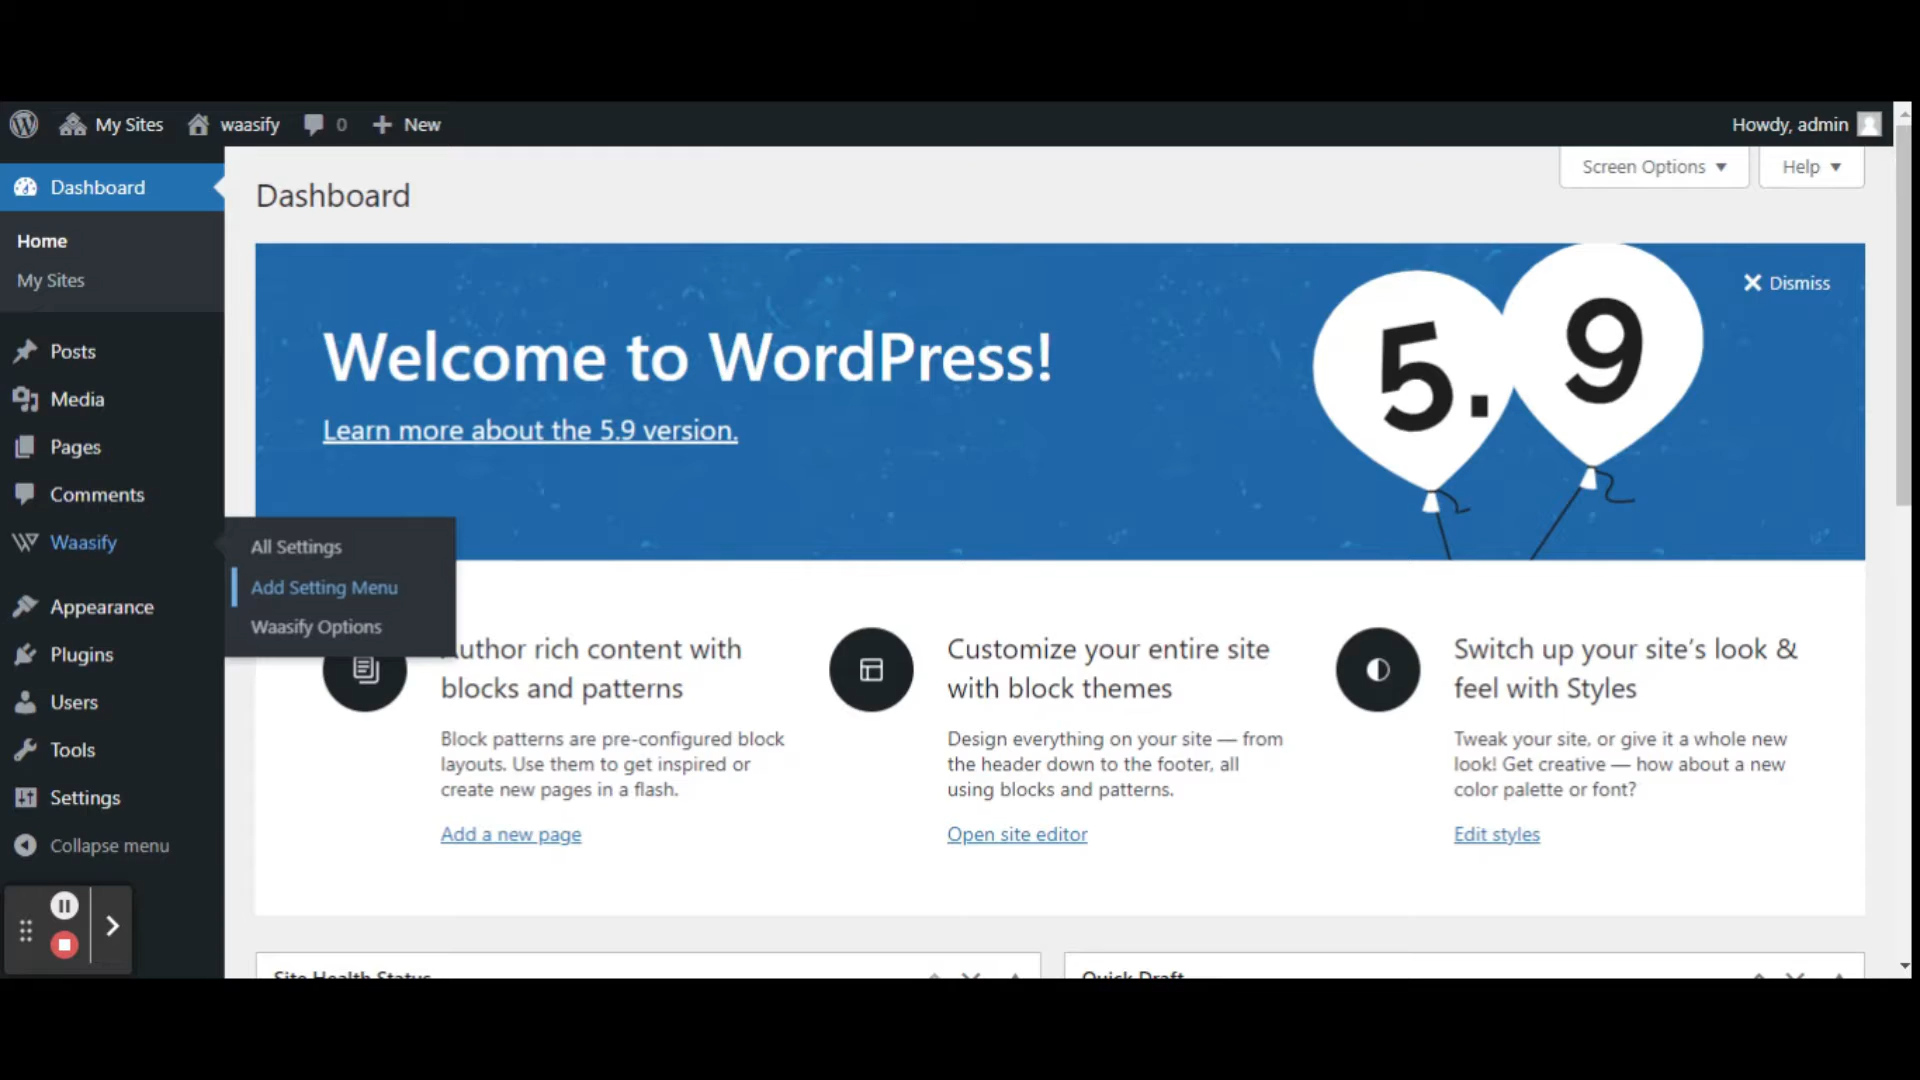 My Sites
waasify
0
New
Howdy, admin
Dashboard
Home
My Sites
Posts
Media
Pages
Comments
Waasify
Appearance
Plugins
Users
Tools
Settings
Collapse menu
All Settings
Add Setting Menu
Waasify Options
Dashboard
Screen Options
Help
Dismiss
Welcome to WordPress!
Learn more about the 5.9 version.
5.9
uthor rich content with
blocks and patterns
Block patterns are pre-configured block
layouts. Use them to get inspired or
create new pages in a flash.
Add a new page
Customize your entire site
with block themes
Design everything on your site — from
the header down to the footer, all
using blocks and patterns.
Open site editor
Switch up your site's look &
feel with Styles
Tweak your site, or give it a whole new
look! Get creative — how about a new
color palette or font?
Edit styles
Site Health Status
Quick Draft